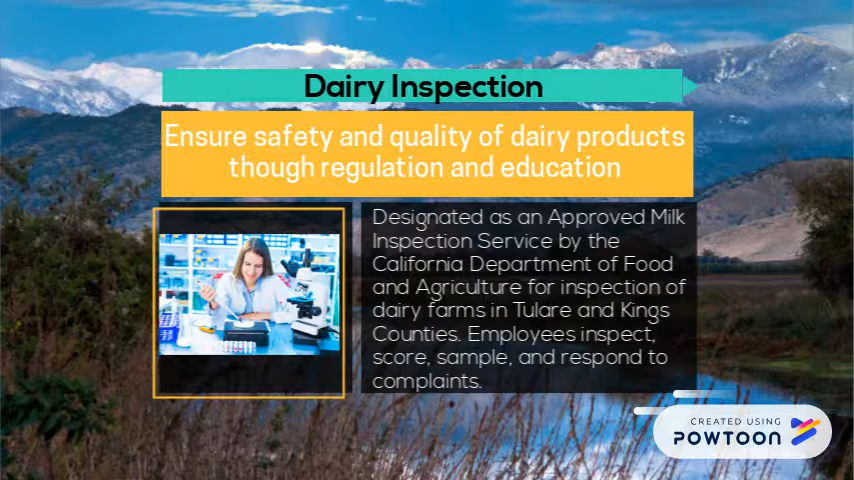 Dairy Inspection
Ensure safety and quality of dairy products
though regulation and education
Designated as an Approved Milk
Inspection Service by the
California Department of Food
and Agriculture for inspection of
dairy farms in Tulare and Kings
Counties. Employees inspect,
score, sample, and respond to
complaints.
CREATED USING
POWTOON